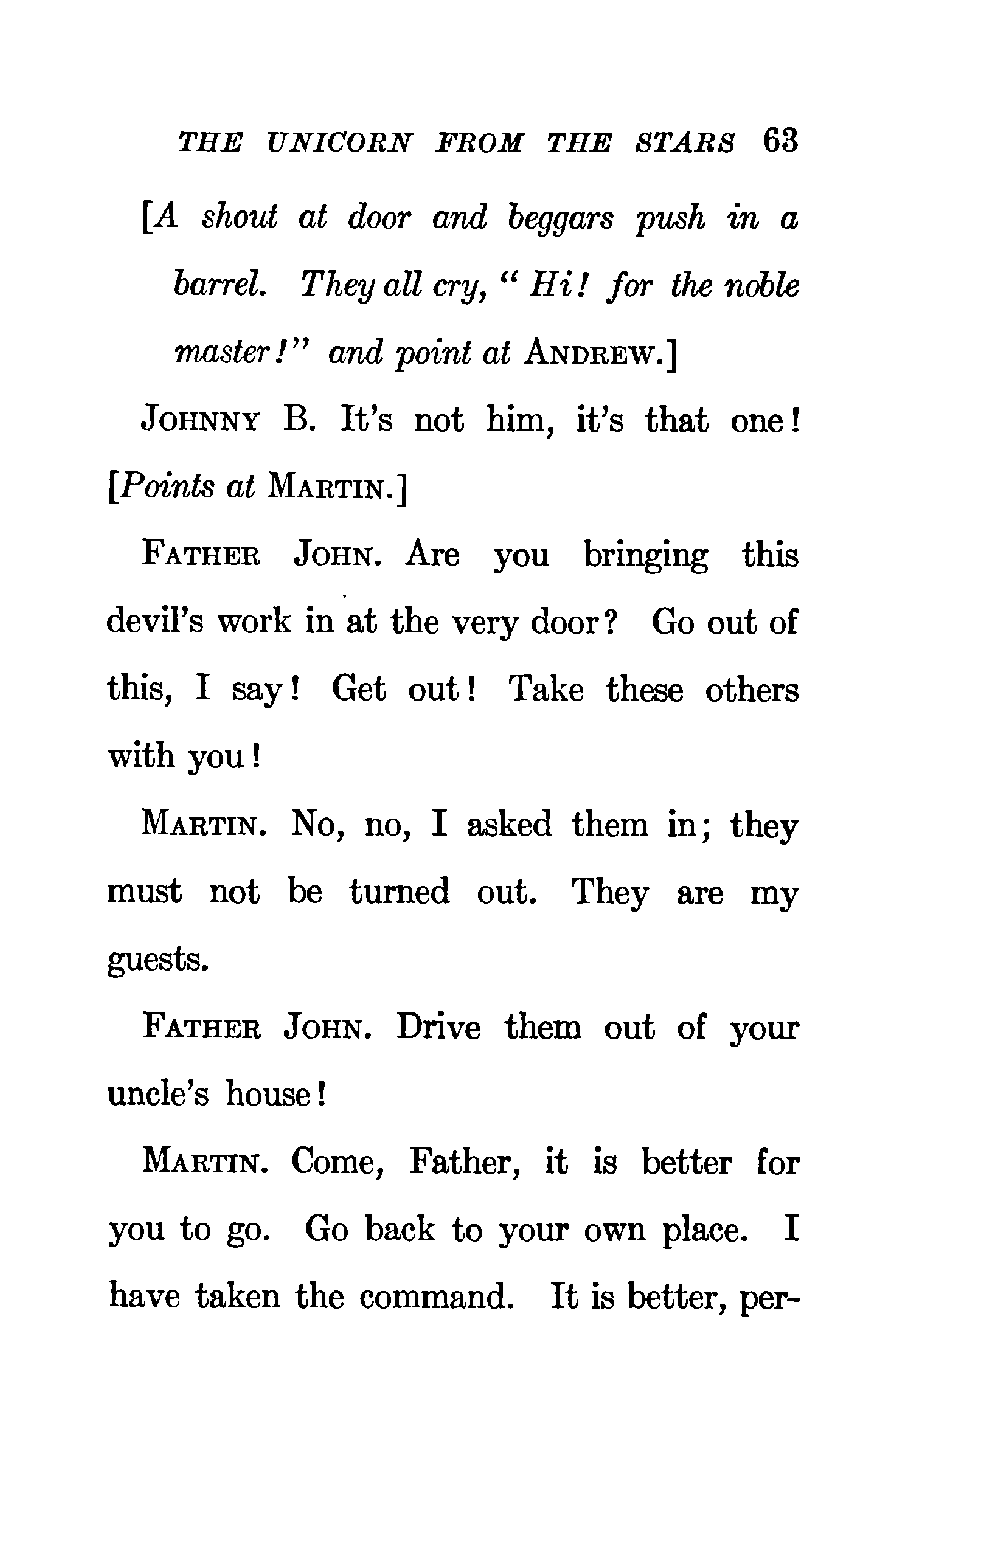 THE UNICORN FROM THE STARS 63
[A shout at door and beggars push in a
barrel. They all cry, “ Hi! for the noble
master!” and point at ANDREW.]
JOHNNY B. It’s not him, it’s that one!
[Points at MARTIN.]
FATHER JOHN. Are you bringing this
devil’s work in at the very door? Go out of
this, I say! Get out! Take these others
with you!
MARTIN. No, no, I asked them in; they
must not be turned out. They are my
guests.
FATHER JOHN. Drive them out of your
uncle’s house!
MARTIN. Come, Father, it is better for
you to go. Go back to your own place. I
have taken the command. It is better, per-